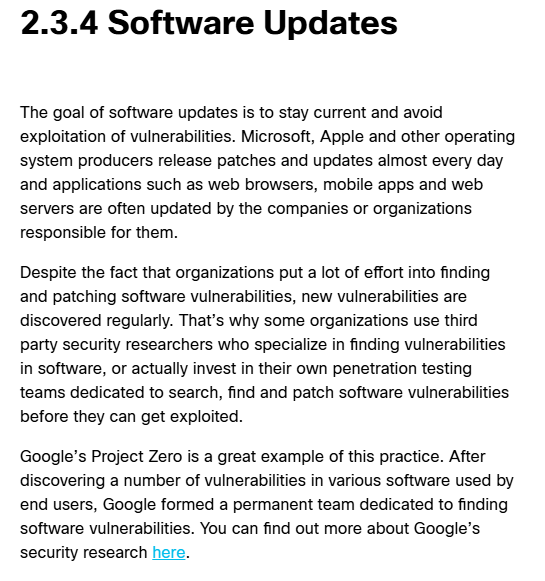 2.3.4 Software Updates
The goal of software updates is to stay current and avoid
exploitation of vulnerabilities. Microsoft, Apple and other operating
system producers release patches and updates almost every day
and applications such as web browsers, mobile apps and web
servers are often updated by the companies or organizations
responsible for them.
Despite the fact that organizations put a lot of effort into finding
and patching software vulnerabilities, new vulnerabilities are
discovered regularly. That’s why some organizations use third
party security researchers who specialize in finding vulnerabilities
in software, or actually invest in their own penetration testing
teams dedicated to search, find and patch software vulnerabilities
before they can get exploited.
Google’s Project Zero is a great example of this practice. After
discovering a number of vulnerabilities in various software used by
end users, Google formed a permanent team dedicated to finding
software vulnerabilities. You can find out more about Google’s
security research here.